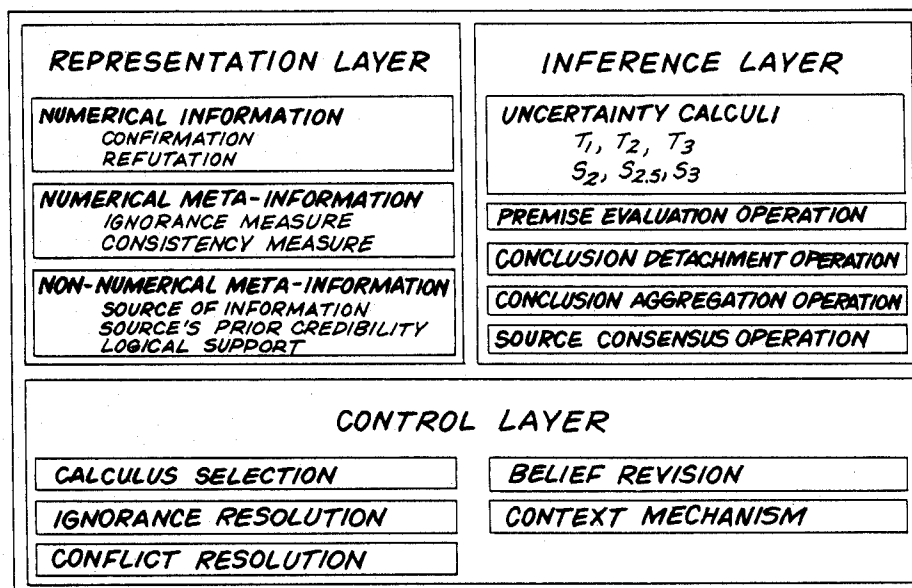 REPRESENTATION LAYER
NUMERICAL INFORMATION
CONFIRMATION
REFUTATION
NUMERICAL META-INFORMATION
IGNORANCE MEASURE
CONSISTENCY MEASURE
NON-NUMERICAL META-INFORMATION
SOURCE OF INFORMATION
SOURCE'S PRIOR CREDIBILITY
LOGICAL SUPPORT
INFERENCE LAYER
UNCERTAINTY CALCULI
T1, T2, T3
S2, S2.5, S3
PREMISE EVALUATION OPERATION
CONCLUSION DETACHMENT OPERATION
CONCLUSION AGGREGATION OPERATION
SOURCE CONSENSUS OPERATION
CONTROL LAYER
CALCULUS SELECTION
IGNORANCE RESOLUTION
CONFLICT RESOLUTION
BELIEF REVISION
CONTEXT MECHANISM